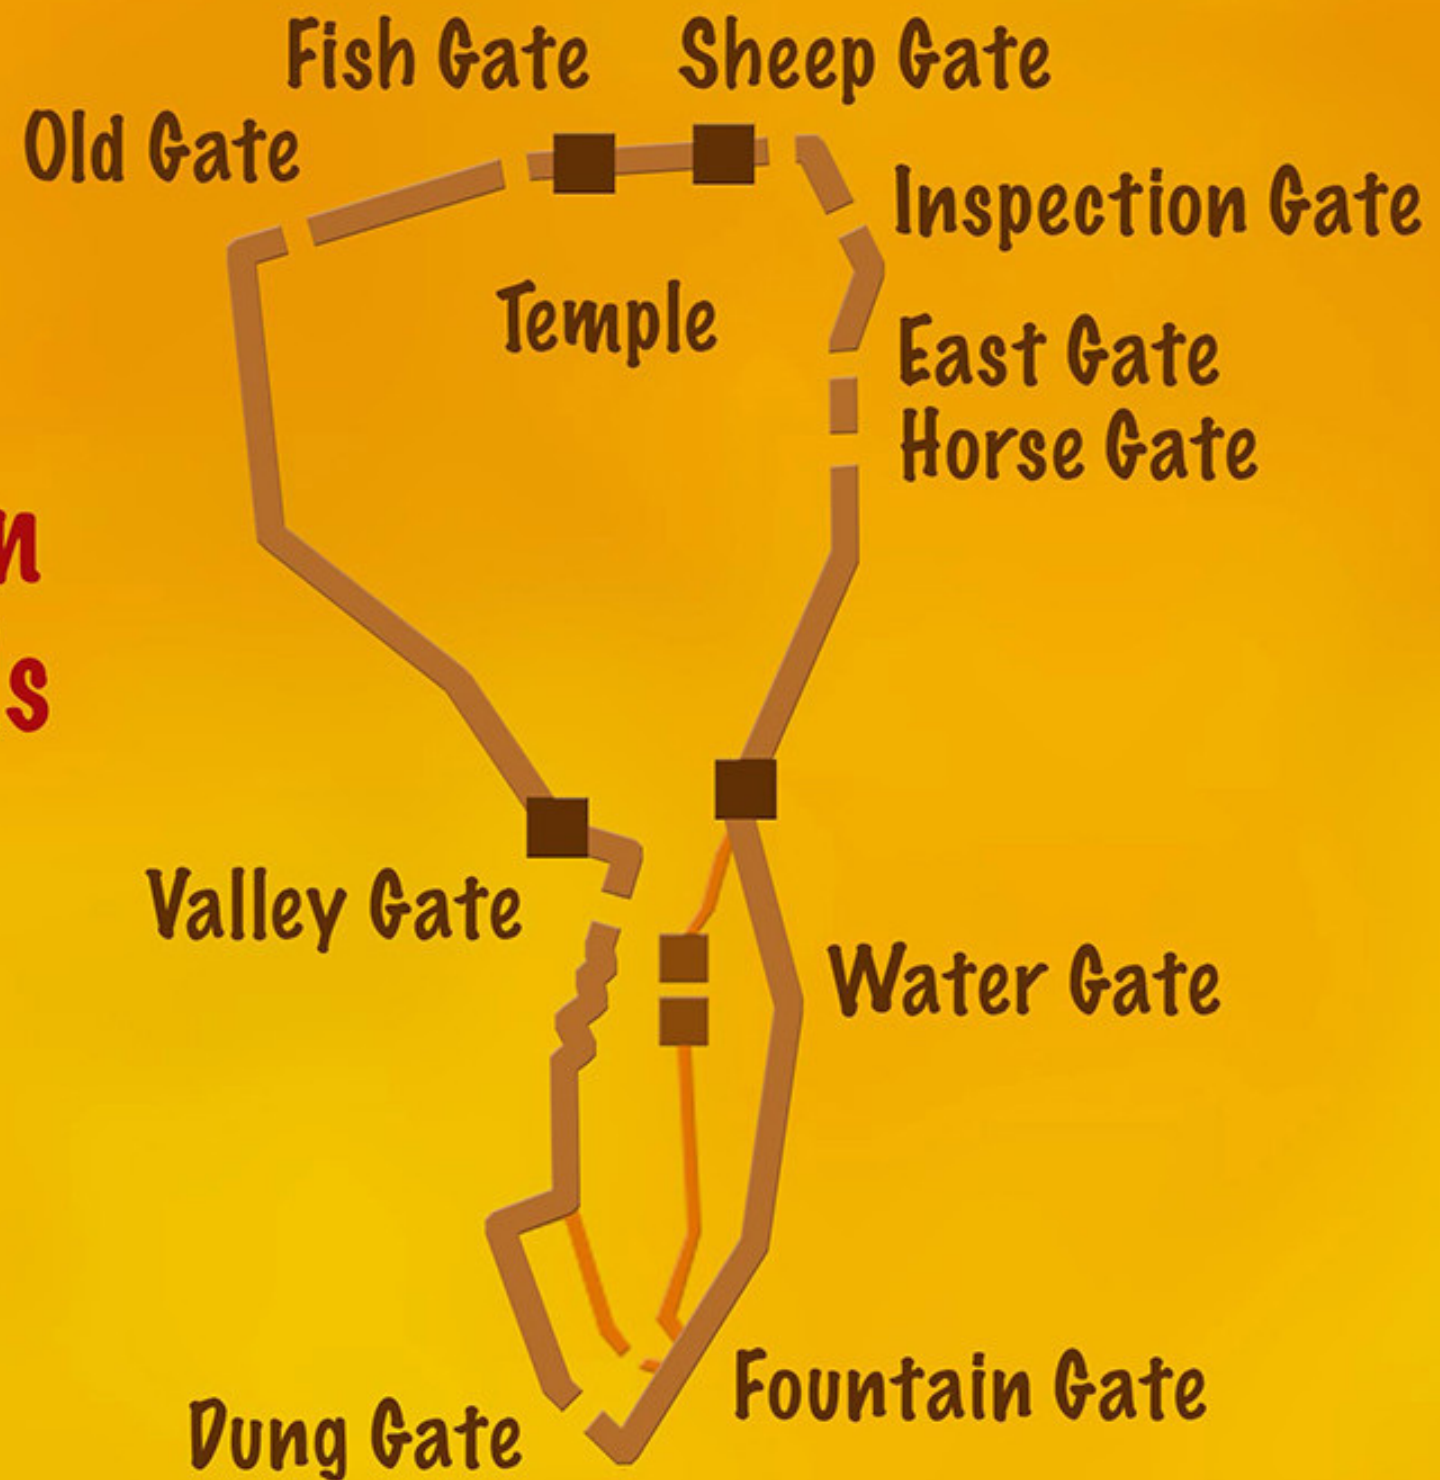 Fish Gate
Sheep Gate
Old Gate
Inspection Gate
Temple
East Gate
Horse Gate
n
s
Valley Gate
Water Gate
Fountain Gate
Dung Gate